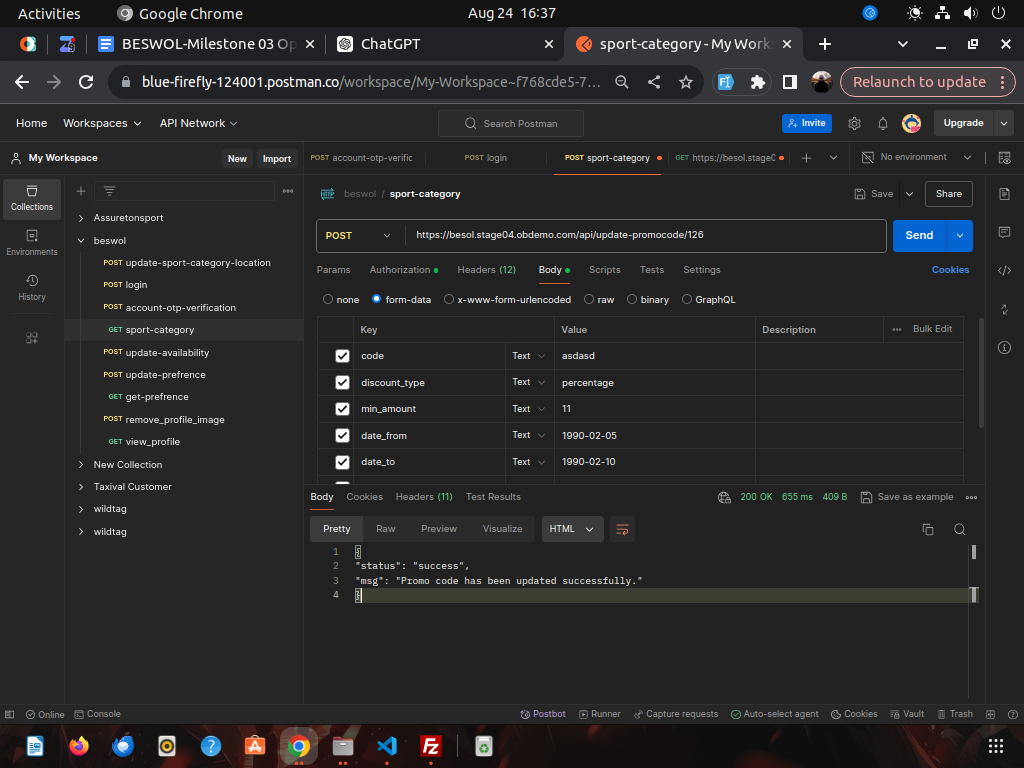 Activities Google Chrome Aug 24 16:37
BESWOL-Milestone 03 Op ChatGPT sport-category - My Works
blue-firefly-124001.postman.co/workspace/My-Workspace~f768cde5-7... Relaunch to update
Home Workspaces API Network Search Postman Invite Upgrade
My Workspace New Import POST account-otp-verific POST login POST sport-category GET https://besol.stage0 No environment
Collections
Environments
History
Assuretonsport
beswol
POST update-sport-category-location
POST login
POST account-otp-verification
GET sport-category
POST update-availability
POST update-prefrence
GET get-prefrence
POST remove_profile_image
GET view_profile
New Collection
Taxival Customer
wildtag
wildtag
HTTP beswol / sport-category Save Share
POST https://besol.stage04.obdemo.com/api/update-promocode/126 Send
Params Authorization Headers (12) Body Scripts Tests Settings Cookies
none form-data x-www-form-urlencoded raw binary GraphQL
Key Value Description ••• Bulk Edit
code Text asdasd
discount_type Text percentage
min_amount Text 11
date_from Text 1990-02-05
date_to Text 1990-02-10
Body Cookies Headers (11) Test Results 200 OK 655 ms 409 B Save as example
Pretty Raw Preview Visualize HTML
1 {
2 "status": "success",
3 "msg": "Promo code has been updated successfully."
4 }
Online Console Postbot Runner Capture requests Auto-select agent Cookies Vault Trash